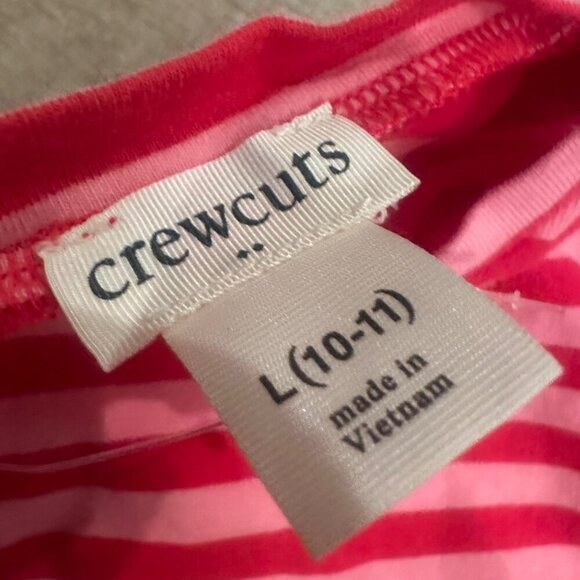 crewcuts
L (10-11)
made in
Vietnam